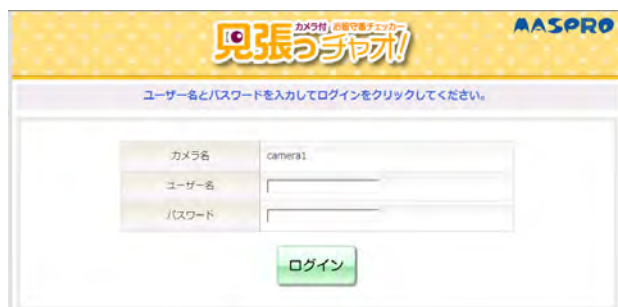 カメラ付 お留守番チェッカー
見張っチャオ!
MASPRO
ユーザー名とパスワードを入力してログインをクリックしてください。
カメラ名 camera1
ユーザー名
パスワード
ログイン